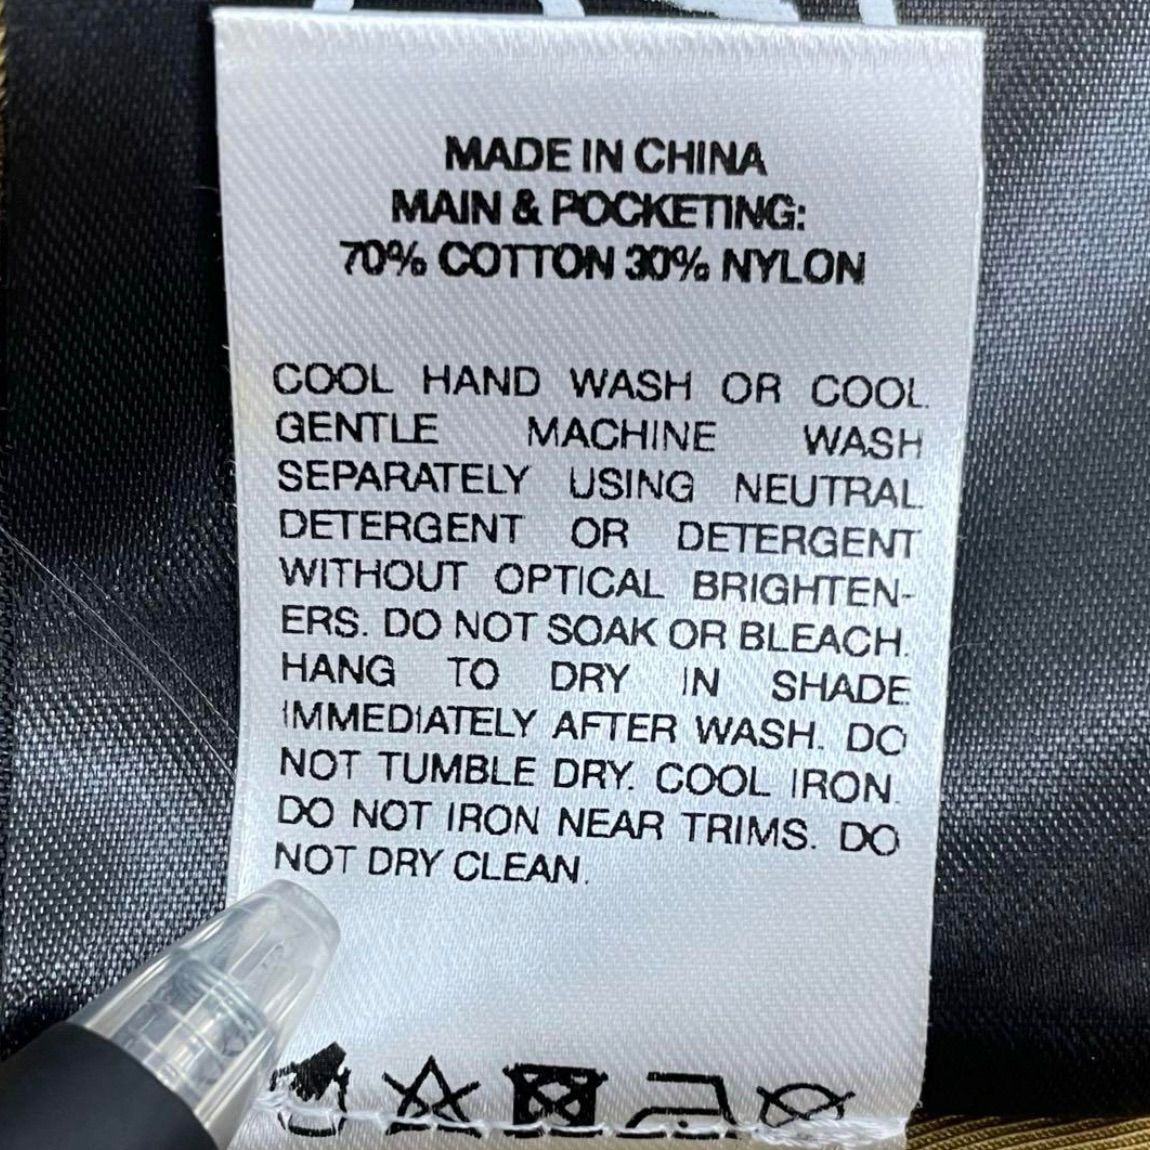 MADE IN CHINA
MAIN & POCKETING:
70% COTTON 30% NYLON
COOL HAND WASH OR COOL
GENTLE MACHINE WASH
SEPARATELY USING NEUTRAL
DETERGENT OR DETERGENT
WITHOUT OPTICAL BRIGHTEN-
ERS. DO NOT SOAK OR BLEACH.
HANG TO DRY IN SHADE
IMMEDIATELY AFTER WASH. DO
NOT TUMBLE DRY. COOL IRON.
DO NOT IRON NEAR TRIMS. DO
NOT DRY CLEAN.